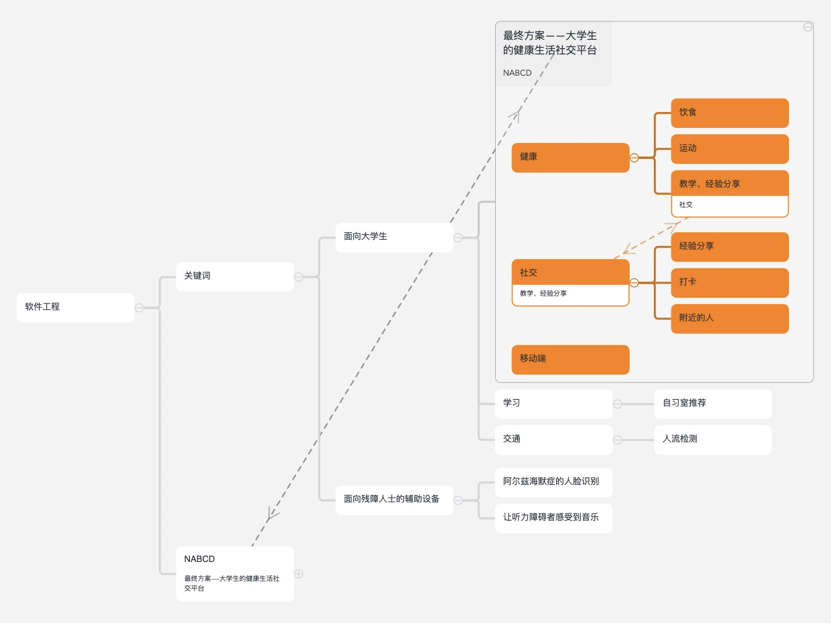 软件工程
关键词
面向大学生
最终方案——大学生
的健康生活社交平台
NABCD
健康
饮食
运动
教学、经验分享
社交
社交
教学、经验分享
经验分享
打卡
附近的人
移动端
学习
自习室推荐
交通
人流检测
面向残障人士的辅助设备
阿尔兹海默症的人脸识别
让听力障碍者感受到音乐
NABCD
最终方案——大学生的健康生活社
交平台